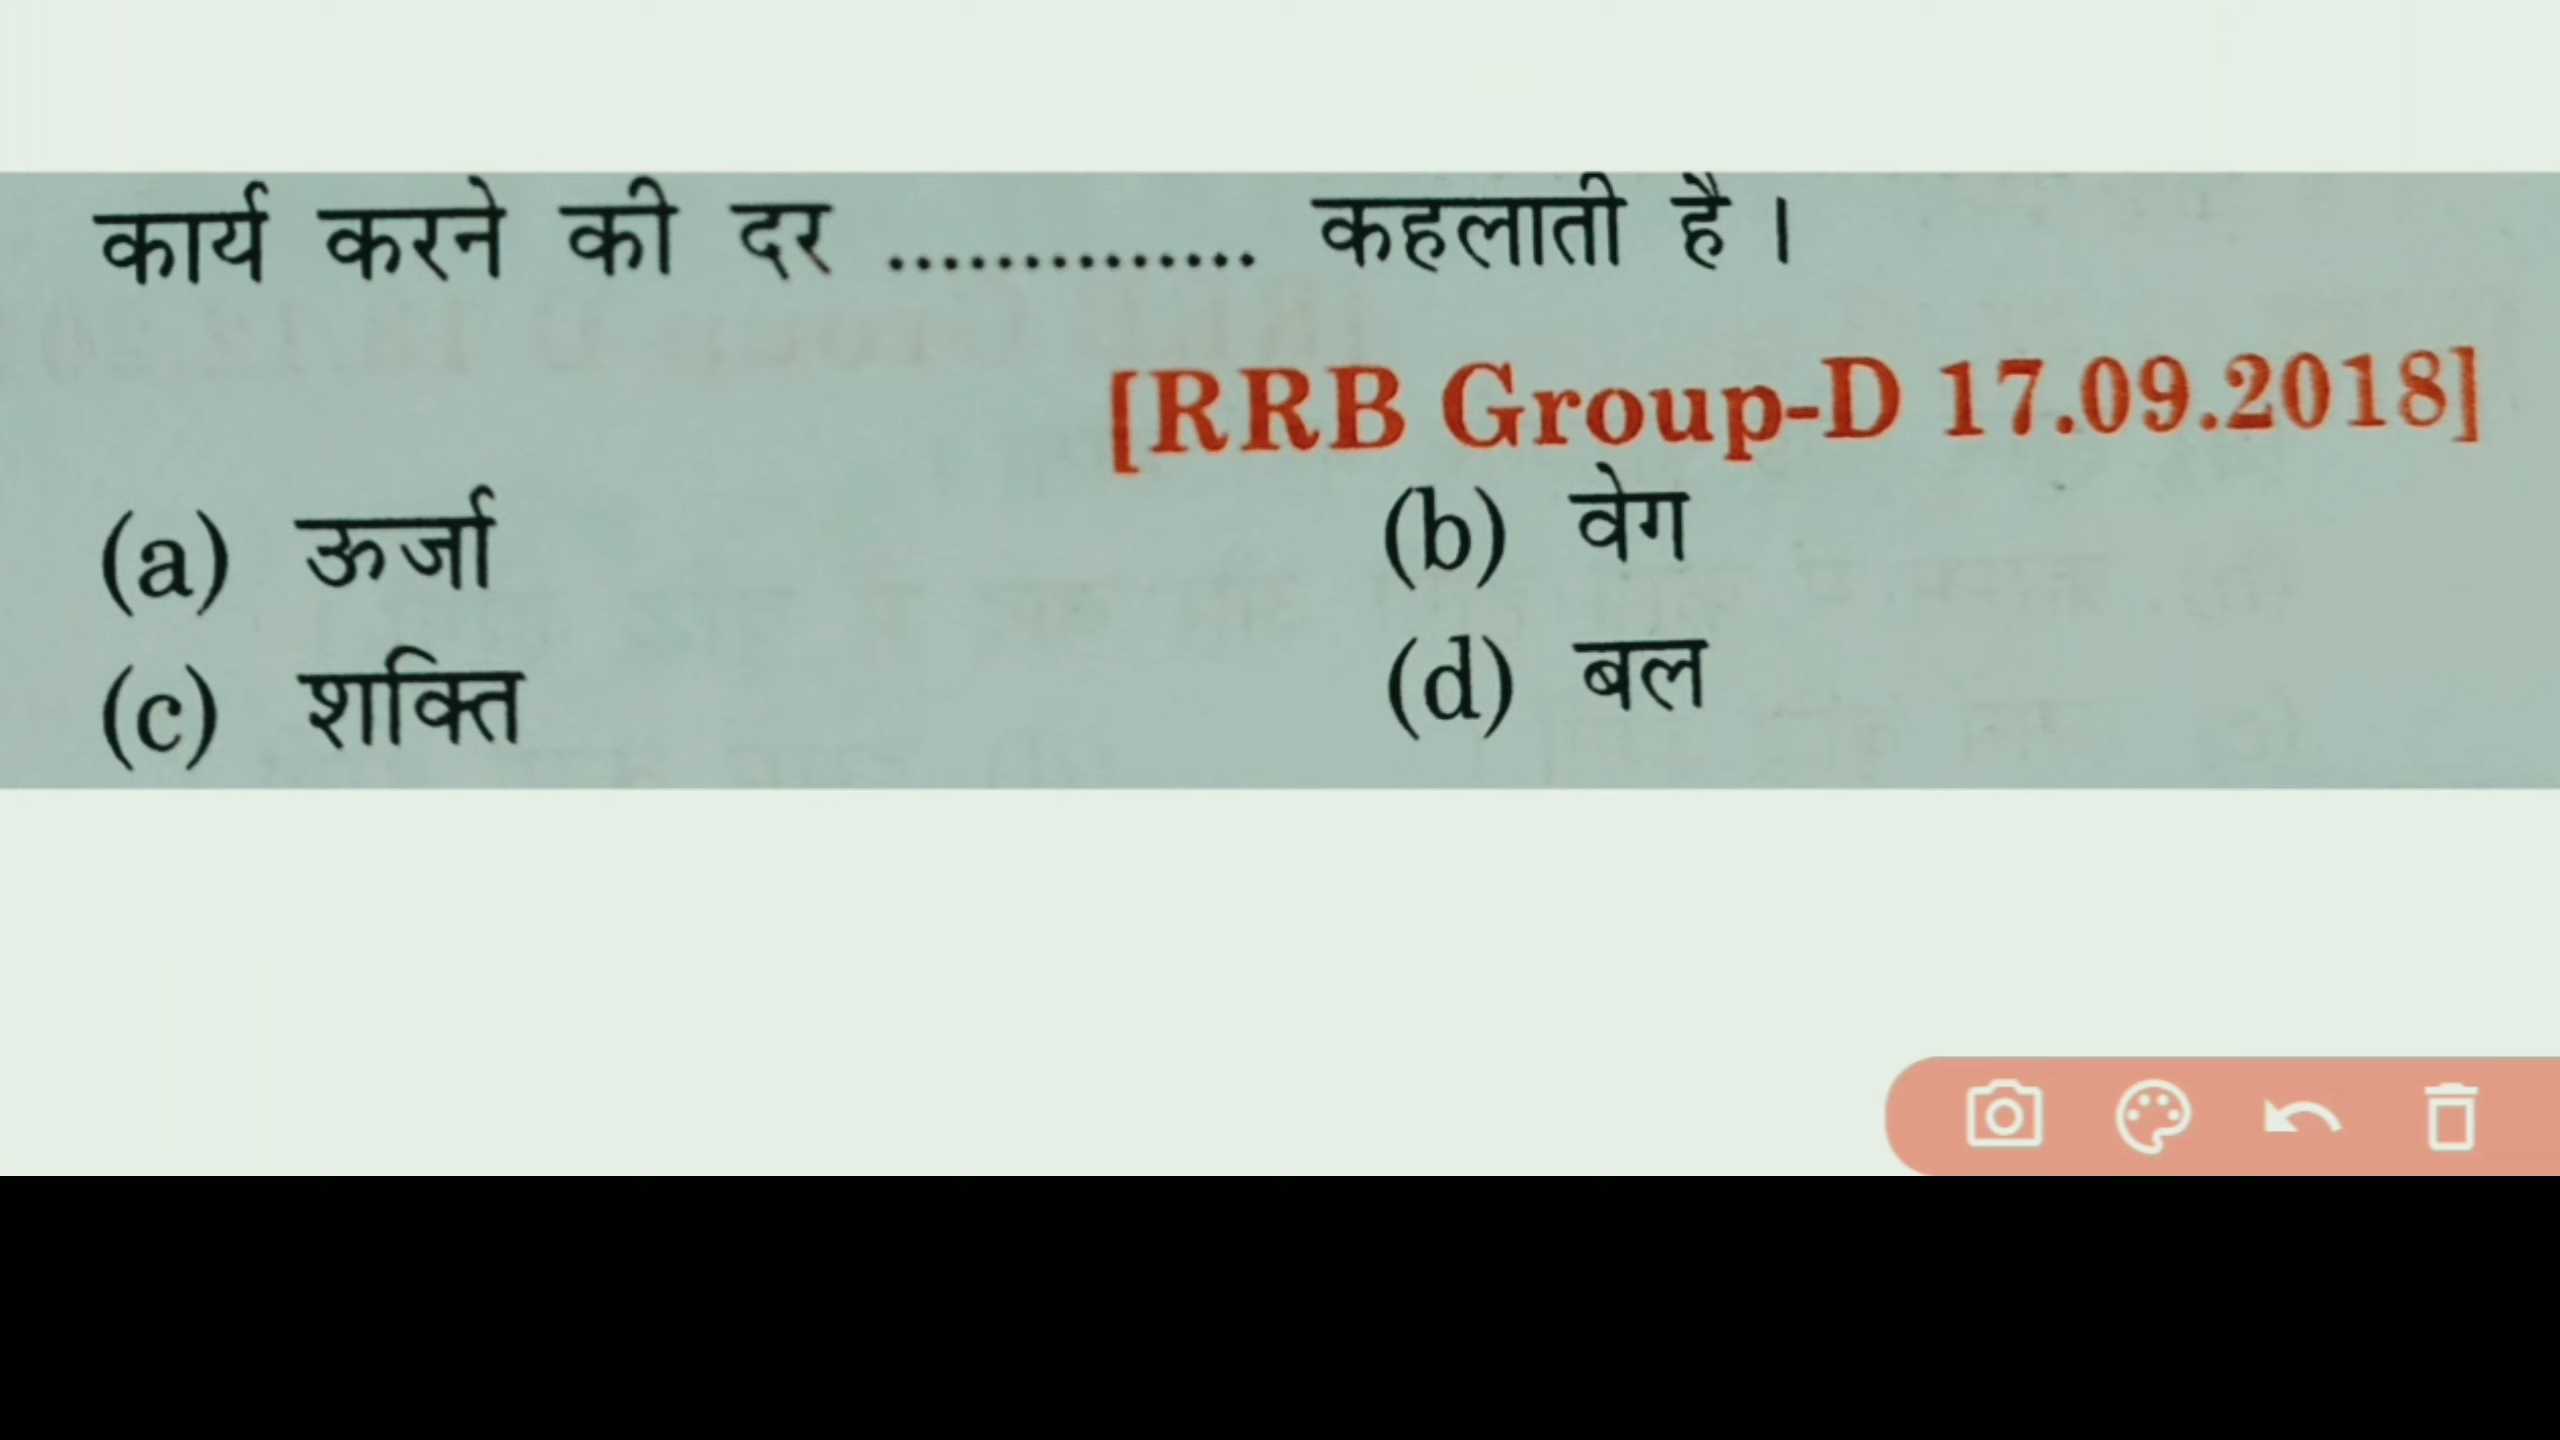 कार्य करने की दर .............. कहलाती है ।
[RRB Group-D 17.09.2018]
(a) ऊर्जा (b) वेग
(c) शक्ति (d) बल